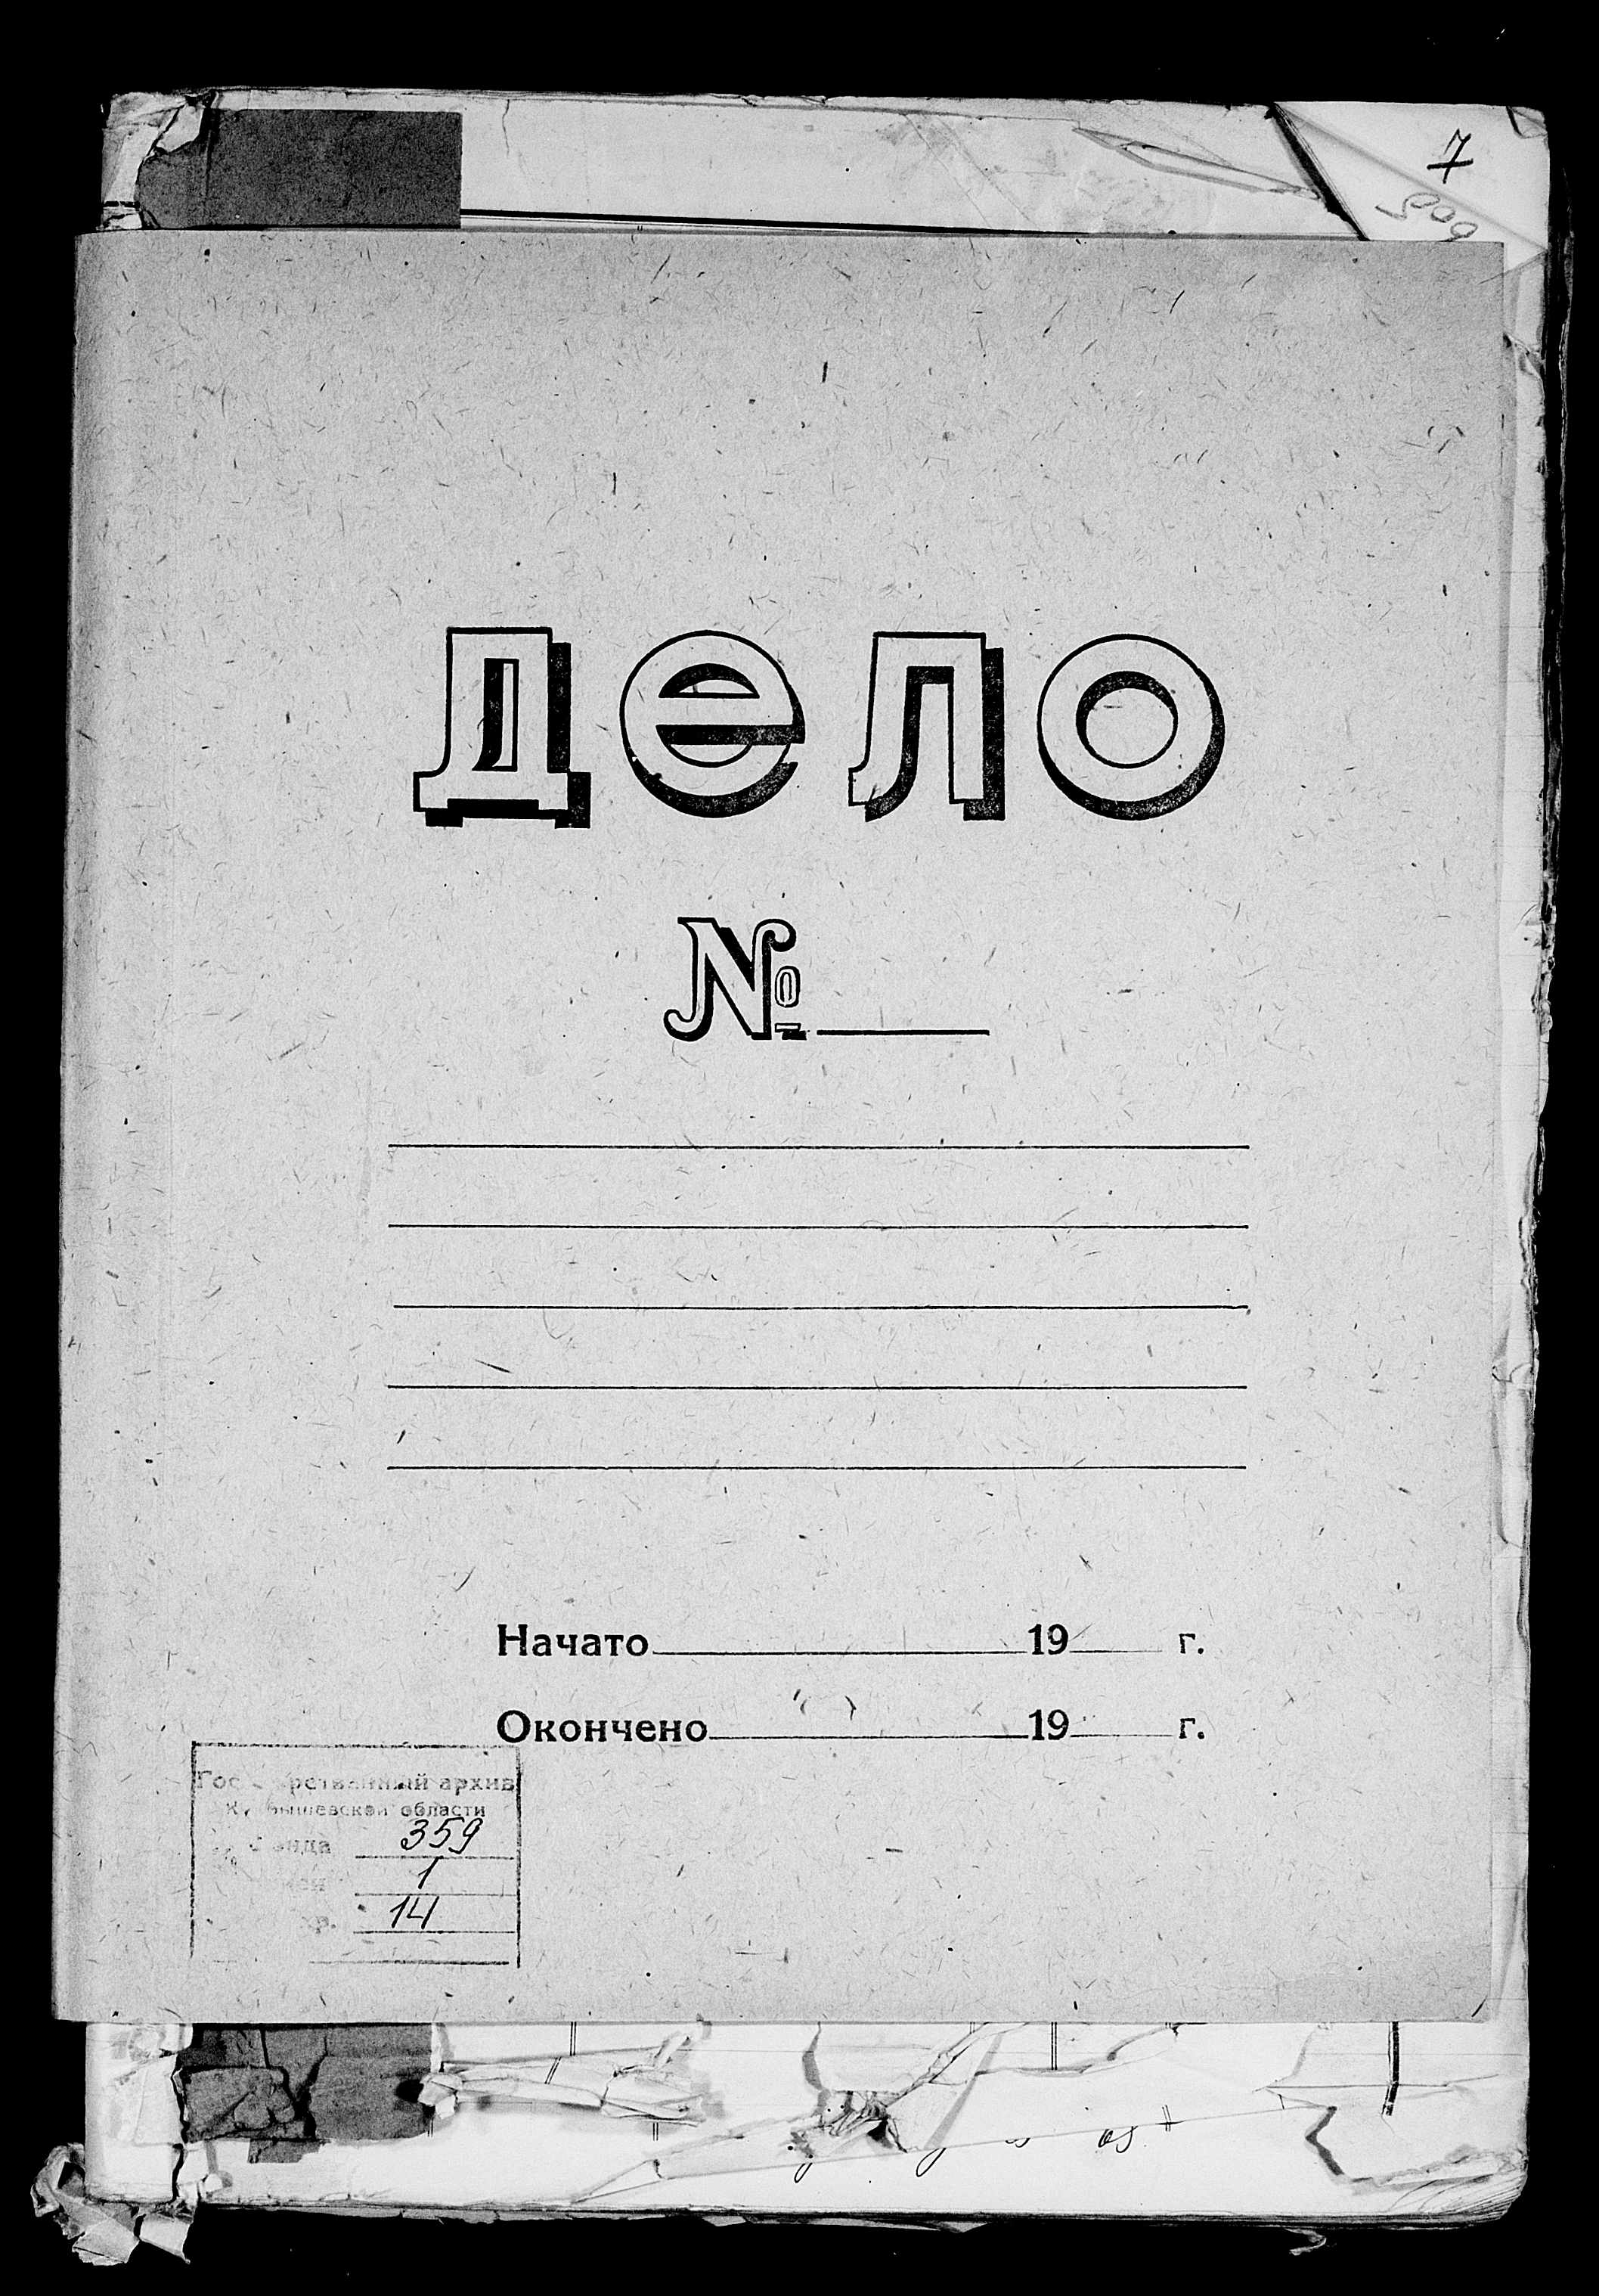 7
дело
№
Начато 19 г.
Окончено 19 г.
архив
области
359
1
14